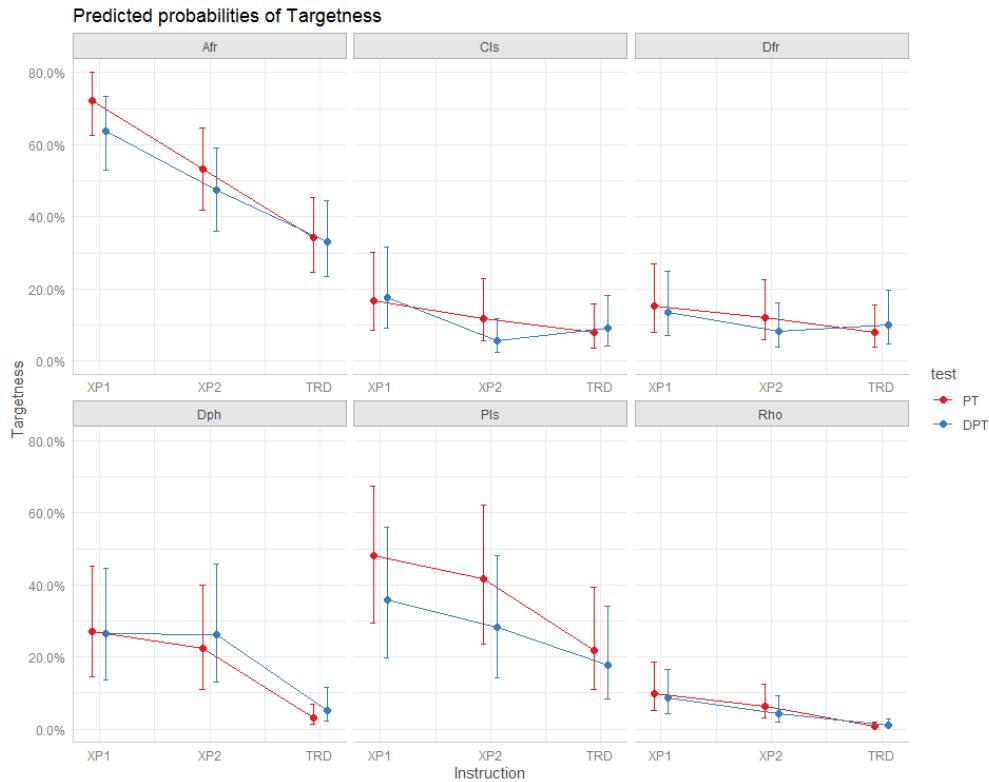 Predicted probabilities of Targetness
Afr
Cls
Dfr
80.0%
60.0%
40.0%
20.0%
0.0%
XP1 XP2 TRD
XP1 XP2 TRD
XP1 XP2 TRD
Dph
Pls
Rho
80.0%
60.0%
40.0%
20.0%
0.0%
XP1 XP2 TRD
XP1 XP2 TRD
XP1 XP2 TRD
Targetness
Instruction
test
PT
DPT